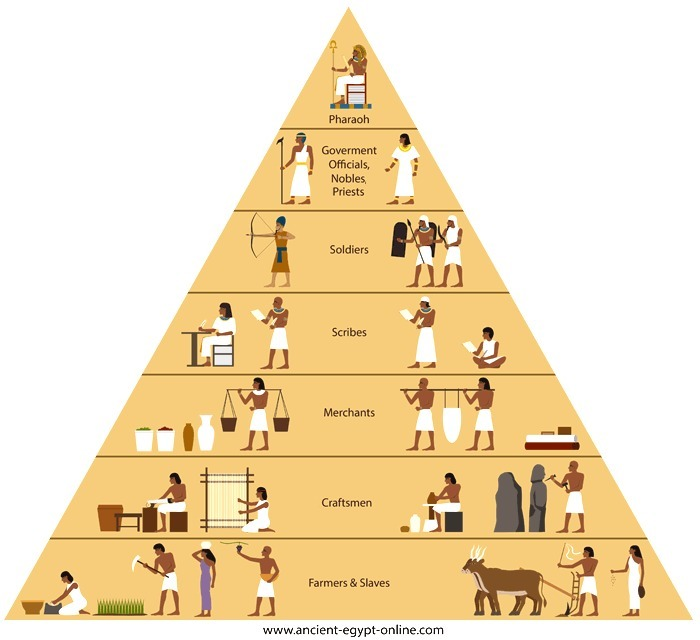 Pharaoh
Goverment
Officials,
Nobles,
Priests
Soldiers
Scribes
Merchants
Craftsmen
Farmers & Slaves
www.ancient-egypt-online.com